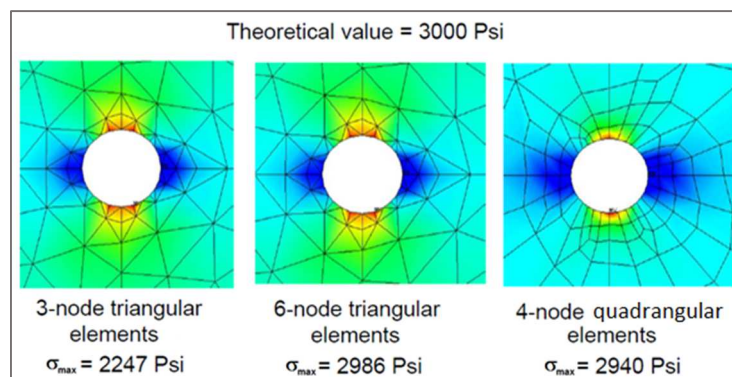 Theoretical value = 3000 Psi
3-node triangular
elements
σmax = 2247 Psi
6-node triangular
elements
σmax = 2986 Psi
4-node quadrangular
elements
σmax = 2940 Psi